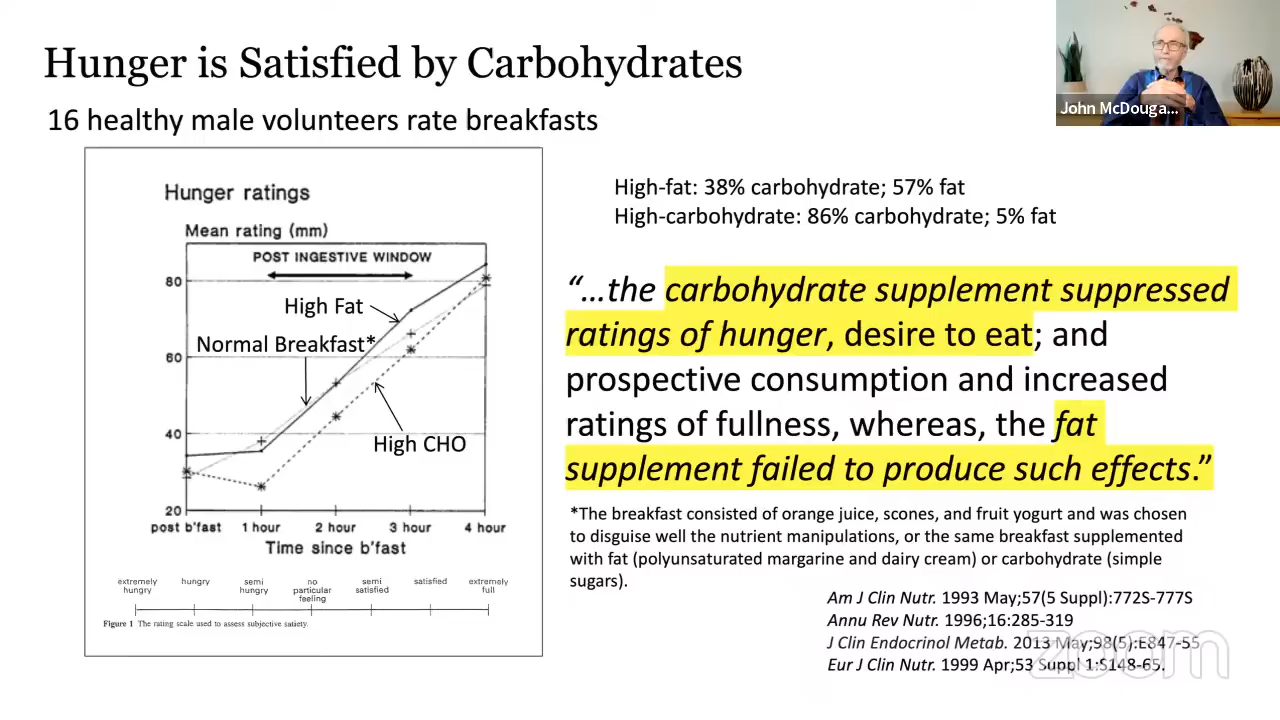 Hunger is Satisfied by Carbohydrates
16 healthy male volunteers rate breakfasts
John McDouga...
Hunger ratings
Mean rating (mm)
POST INGESTIVE WINDOW
80
High Fat
Normal Breakfast*
60
40
High CHO
20
post b'fast 1 hour 2 hour 3 hour 4 hour
Time since b'fast
extremely hungry
hungry
semi hungry
no particular feeling
semi satisfied
satisfied
extremely full
Figure 1 The rating scale used to assess subjective satiety.
High-fat: 38% carbohydrate; 57% fat
High-carbohydrate: 86% carbohydrate; 5% fat
“…the carbohydrate supplement suppressed
ratings of hunger, desire to eat; and
prospective consumption and increased
ratings of fullness, whereas, the fat
supplement failed to produce such effects.”
*The breakfast consisted of orange juice, scones, and fruit yogurt and was chosen
to disguise well the nutrient manipulations, or the same breakfast supplemented
with fat (polyunsaturated margarine and dairy cream) or carbohydrate (simple
sugars).
Am J Clin Nutr. 1993 May;57(5 Suppl):772S-777S
Annu Rev Nutr. 1996;16:285-319
J Clin Endocrinol Metab. 2013 May;98(5):E847-55
Eur J Clin Nutr. 1999 Apr;53 Suppl 1:S148-65.
zoom